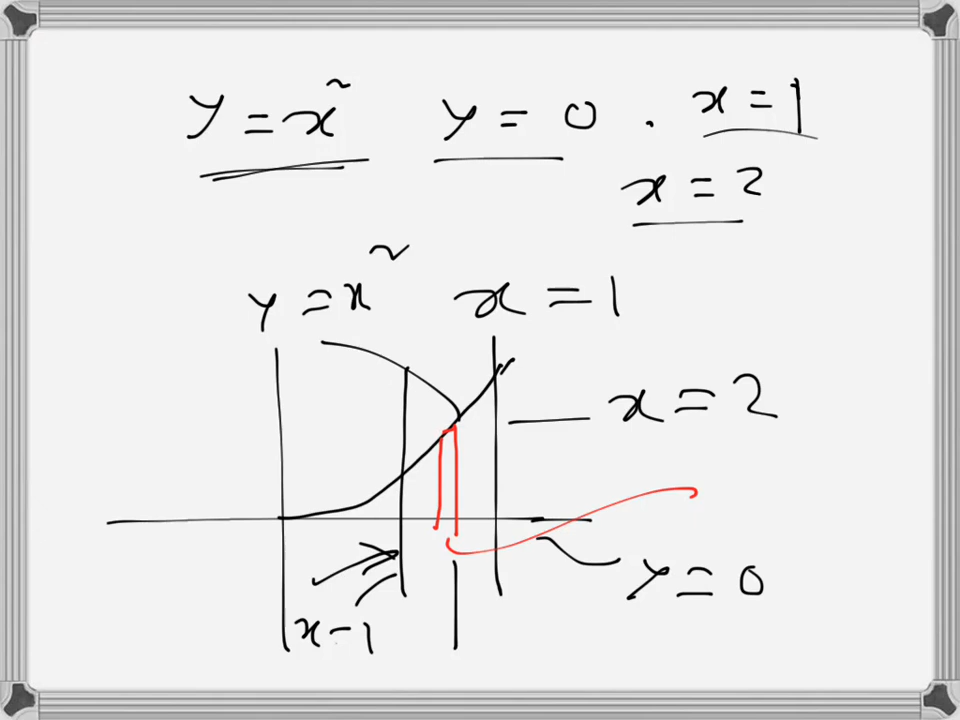 y = x² y = 0 . x = 1
x = 2
y = x² x = 1
x = 2
y = 0
x-1